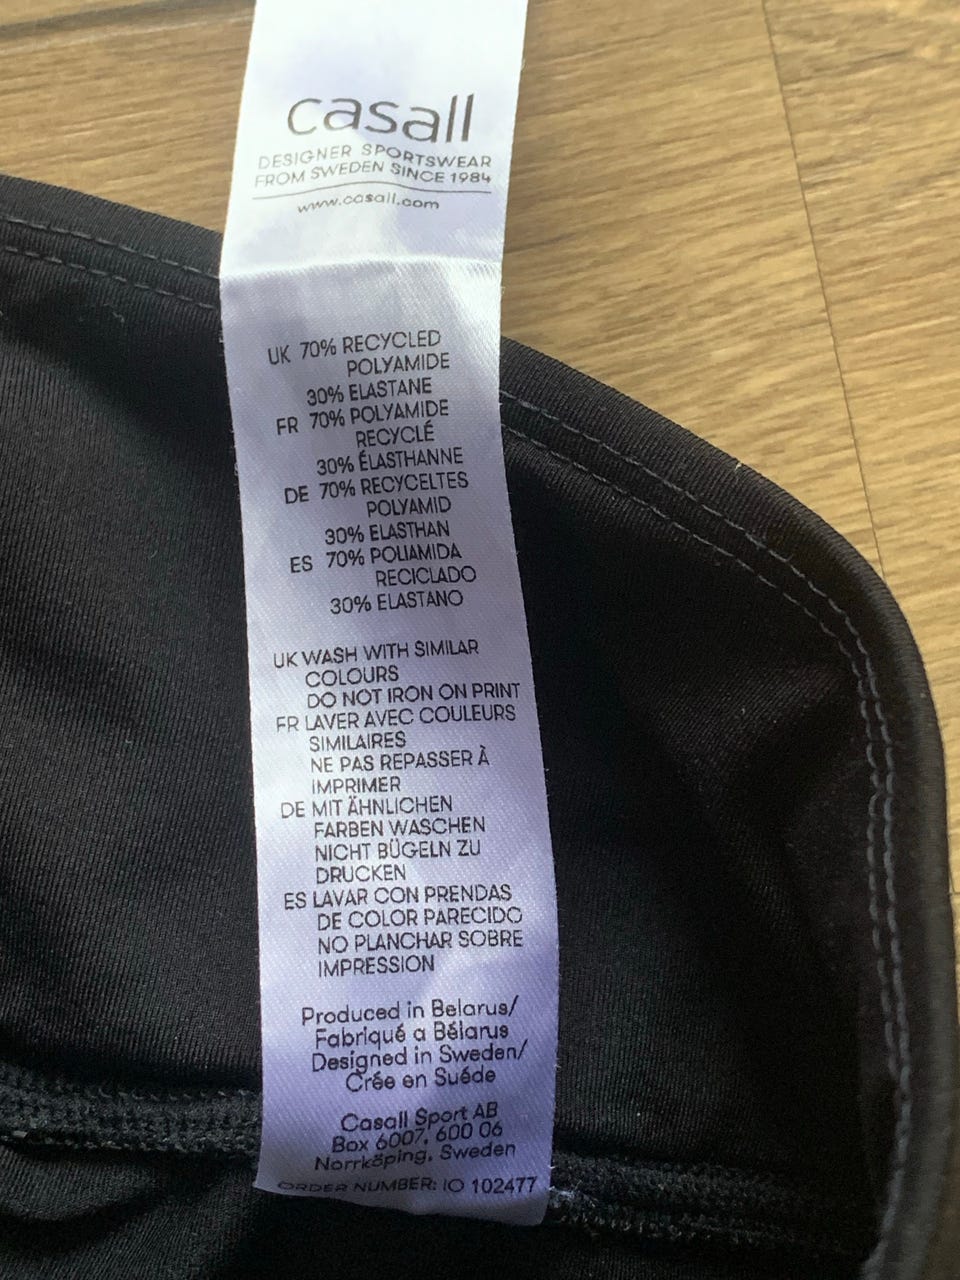 casall
DESIGNER SPORTSWEAR
FROM SWEDEN SINCE 1984
www.casall.com
UK 70% RECYCLED
POLYAMIDE
30% ELASTANE
FR 70% POLYAMIDE
RECYCLÉ
30% ÉLASTHANNE
DE 70% RECYCELTES
POLYAMID
30% ELASTHAN
ES 70% POLIAMIDA
RECICLADO
30% ELASTANO
UK WASH WITH SIMILAR
COLOURS
DO NOT IRON ON PRINT
FR LAVER AVEC COULEURS
SIMILAIRES
NE PAS REPASSER À
IMPRIMER
DE MIT ÄHNLICHEN
FARBEN WASCHEN
NICHT BÜGELN ZU
DRUCKEN
ES LAVAR CON PRENDAS
DE COLOR PARECIDO
NO PLANCHAR SOBRE
IMPRESSION
Produced in Belarus/
Fabriqué a Bélarus
Designed in Sweden/
Crée en Suéde
Casall Sport AB
Box 6007, 600 06
Norrköping, Sweden
ORDER NUMBER: IO 102477